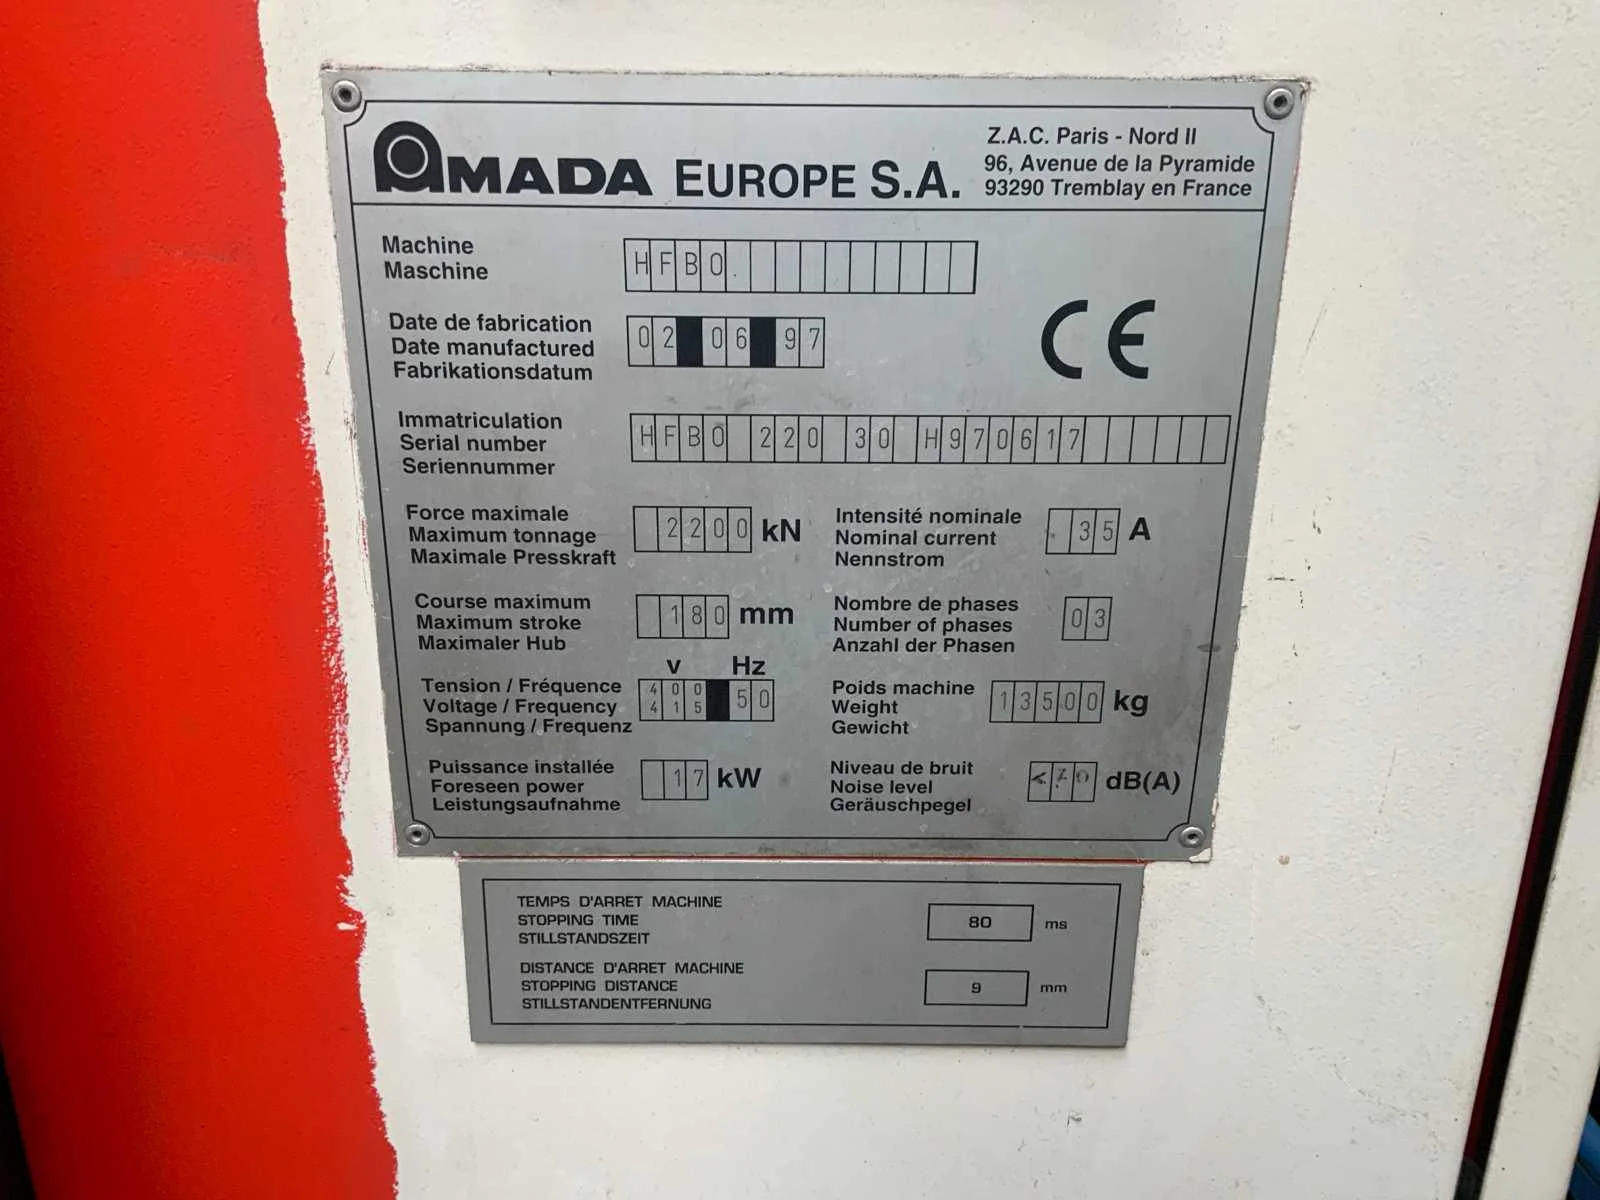 AMADA EUROPE S.A.
Z.A.C. Paris - Nord II
96, Avenue de la Pyramide
93290 Tremblay en France
Machine
Maschine
HFBO
Date de fabrication
Date manufactured
Fabrikationsdatum
02 06 97
CE
Immatriculation
Serial number
Seriennummer
HFBO 220 30 H970617
Force maximale
Maximum tonnage
Maximale Presskraft
2200 kN
Intensité nominale
Nominal current
Nennstrom
35 A
Course maximum
Maximum stroke
Maximaler Hub
180 mm
Nombre de phases
Number of phases
Anzahl der Phasen
03
V Hz
Tension / Fréquence
Voltage / Frequency
Spannung / Frequenz
400
415
50
Poids machine
Weight
Gewicht
13500 kg
Puissance installée
Foreseen power
Leistungsaufnahme
17 kW
Niveau de bruit
Noise level
Geräuschpegel
<70 dB(A)
TEMPS D'ARRET MACHINE
STOPPING TIME
STILLSTANDSZEIT
80 ms
DISTANCE D'ARRET MACHINE
STOPPING DISTANCE
STILLSTANDENTFERNUNG
9 mm